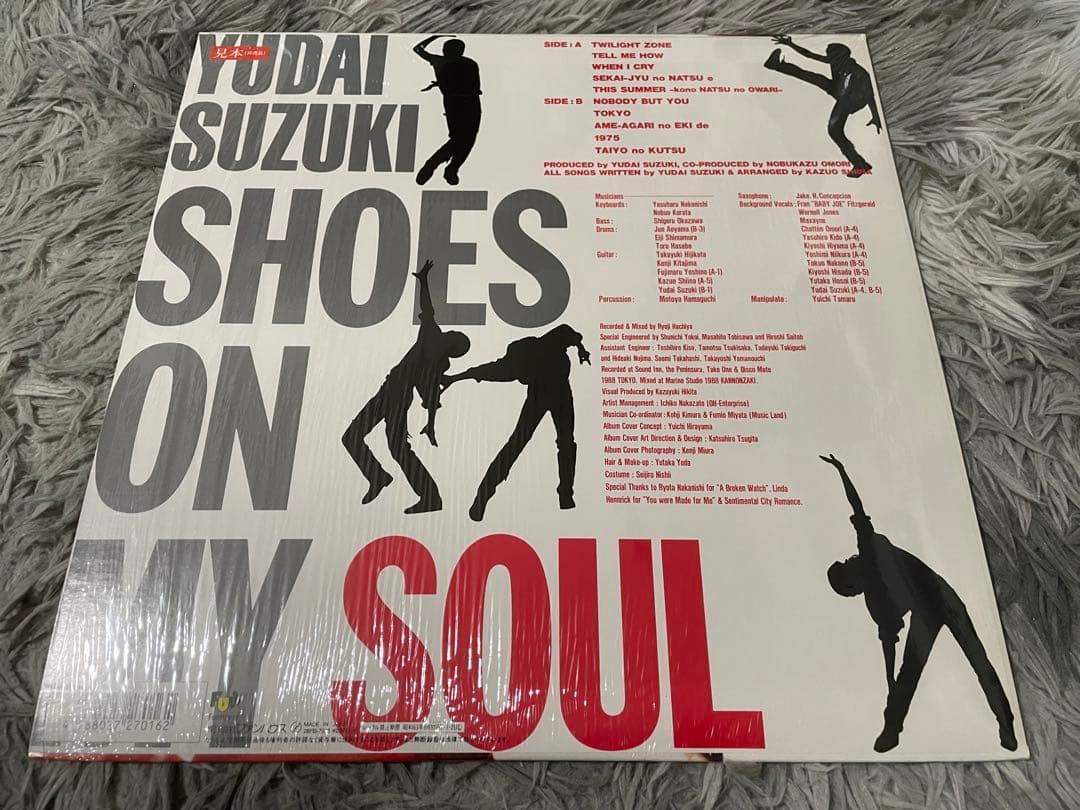 見本
YUDAI
SUZUKI
SHOES
ON
MY SOUL
SIDE : A TWILIGHT ZONE
TELL ME HOW
WHEN I CRY
SEKAI-JYU no NATSU e
THIS SUMMER ~kono NATSU no OWARI~
SIDE : B NOBODY BUT YOU
TOKYO
AME-AGARI no EKI de
1975
TAIYO no KUTSU
PRODUCED by YUDAI SUZUKI, CO-PRODUCED by NOBUKAZU OMORI
ALL SONGS WRITTEN by YUDAI SUZUKI & ARRANGED by KAZUO SHIINA
Musicians
Keyboards : Yasuharu Nakanishi
Nobuo Kurata
Bass : Shigeru Okazawa
Drums : Jun Aoyama (B-3)
Eiji Shimamura
Toru Hasebe
Guitar : Takayuki Hijikata
Kenji Kitajima
Fujimaru Yoshino (A-1)
Kazuo Shiina (A-5)
Yudai Suzuki (B-1)
Percussion : Motoya Hamaguchi
Saxophone : Jake. H. Concepcion
Background Vocals : Fran "BABY JOE" Fitzgerald
Wornell Jones
Maxayne
Chattön Omori (A-4)
Yasuhiro Kido (A-4)
Kiyoshi Hiyama (A-4)
Yoshimä Niikura (A-4)
Tokuo Nakano (B-5)
Kiyoshi Hisada (B-5)
Yutaka Hosoi (B-5)
Yudai Suzuki (A-4, B-5)
Manipulate : Yuichi Tamaru
Recorded & Mixed by Ryoji Hachiya
Special Engineered by Shunichi Yokoi, Masahito Tobisawa and Hiroshi Saitoh
Assistant Engineer : Toshihiro Kiso, Tamotsu Tsukisaka, Tadayuki Tokiguchi
and Hideaki Nojima, Saomi Takahashi, Takayoshi Yamanouchi
Recorded at Sound Inn, the Peninsura, Take One & Disco Mate
1988 TOKYO. Mixed at Marine Studio 1988 KANNONZAKI.
Visual Produced by Kazuyuki Hikita
Artist Management : Ichiko Nakazato (OH-Enterprise)
Musician Co-ordinator : Kohji Kimura & Fumio Miyata (Music Land)
Album Cover Concept : Yuichi Hirayama
Album Cover Art Direction & Design : Katsuhiro Tsugita
Album Cover Photography : Kenji Miura
Hair & Make-up : Yutaka Yoda
Costume : Seijiro Nishii
Special Thanks to Ryota Nakanishi for "A Broken Watch", Linda
Hennrick for "You were Made for Me" & Sentimental City Romance.
4 988027 270162
MADE IN